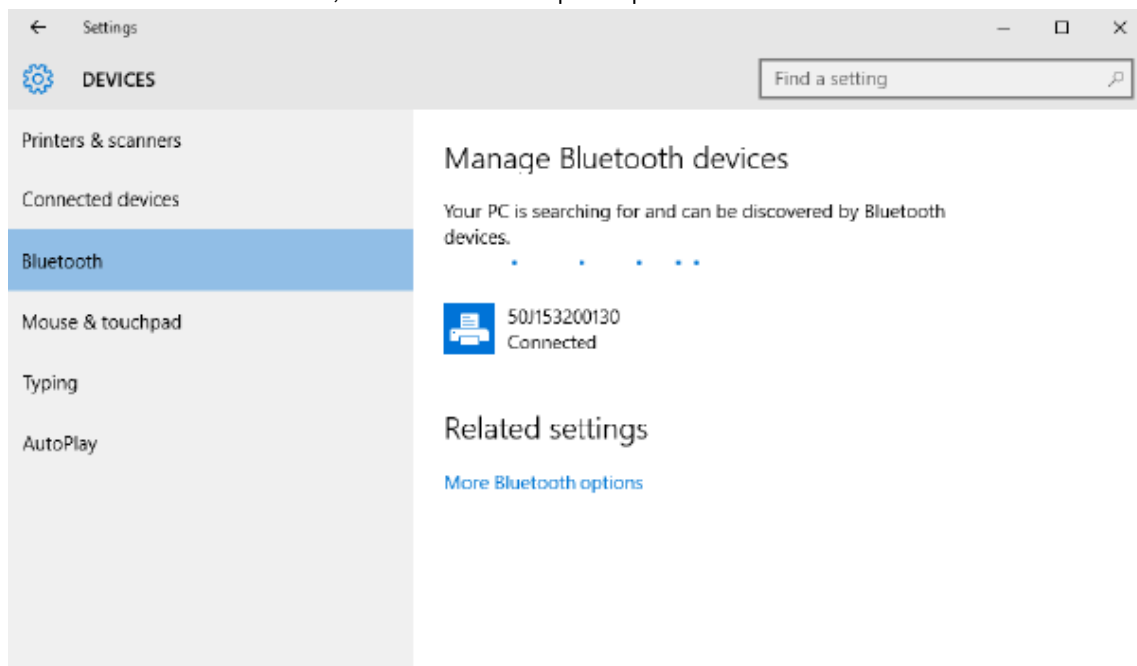 Settings
DEVICES
Find a setting
Printers & scanners
Connected devices
Bluetooth
Mouse & touchpad
Typing
AutoPlay
Manage Bluetooth devices
Your PC is searching for and can be discovered by Bluetooth
devices.
50J153200130
Connected
Related settings
More Bluetooth options